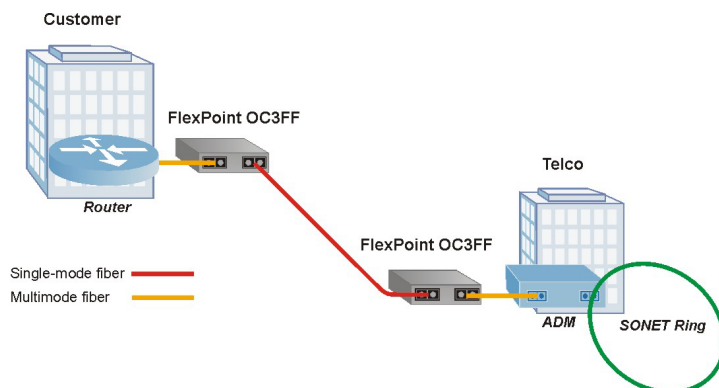 Customer
FlexPoint OC3FF
Router
Telco
FlexPoint OC3FF
Single-mode fiber
Multimode fiber
ADM
SONET Ring